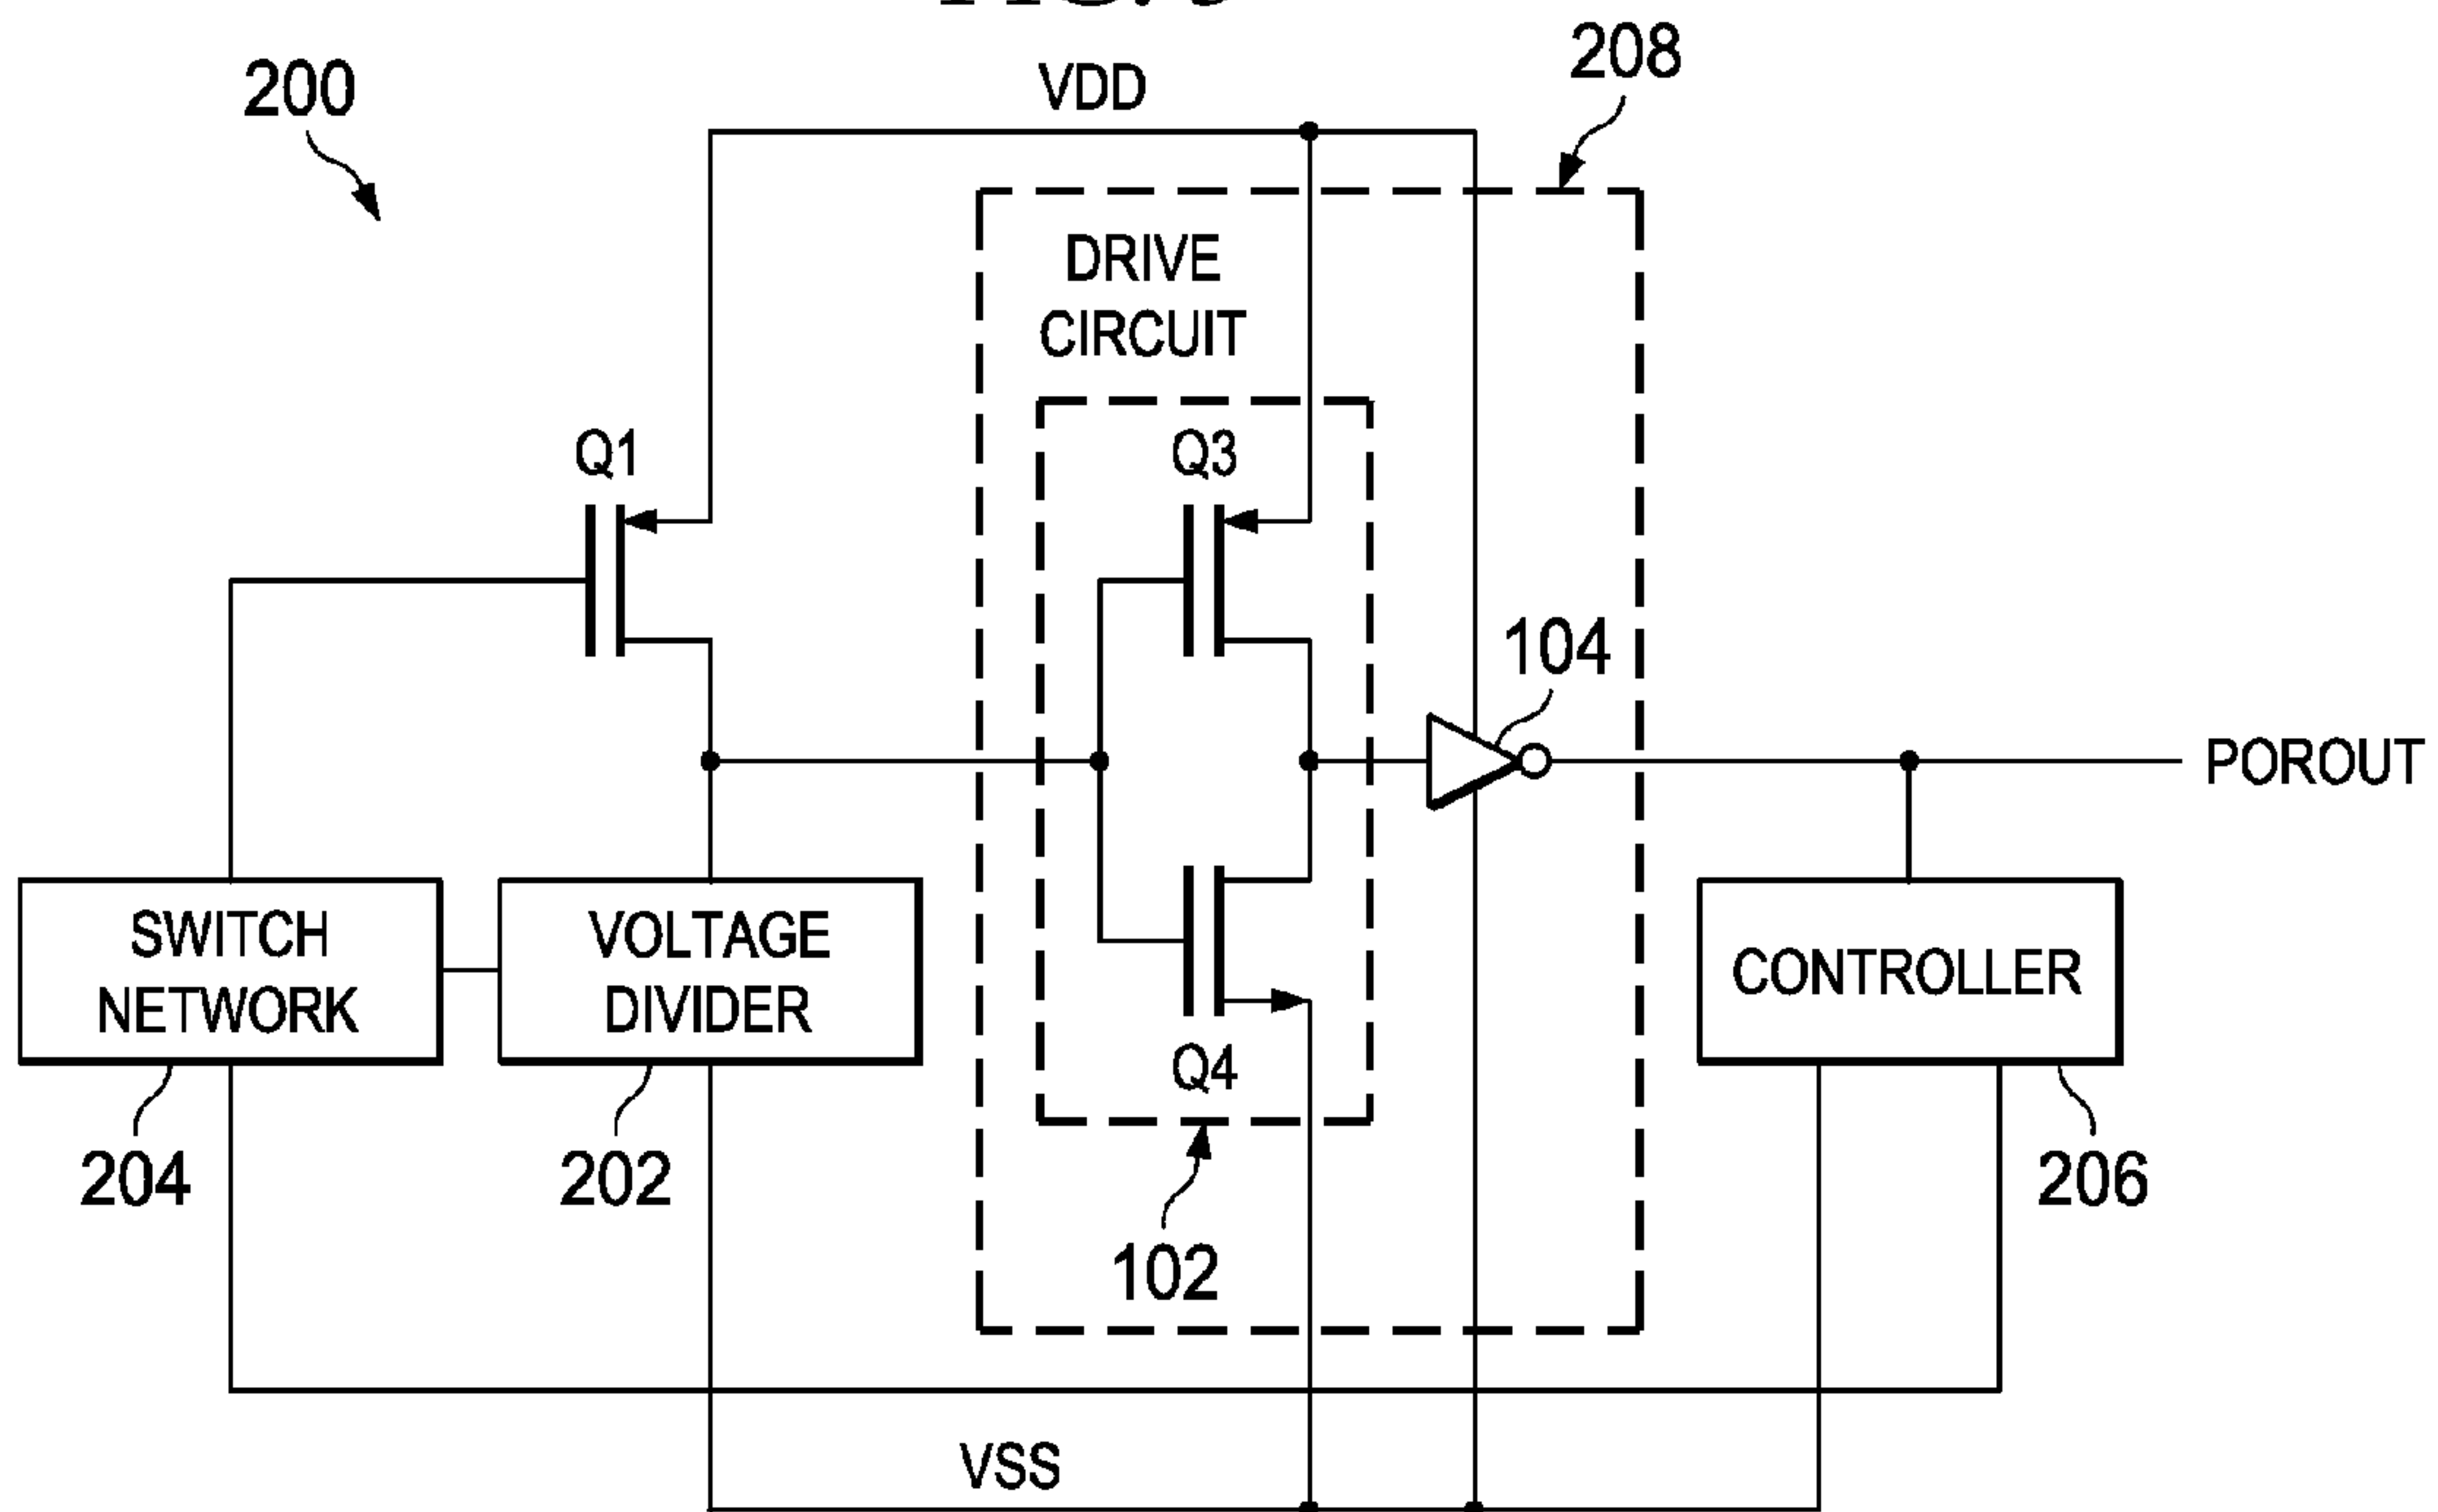 200
VDD
208
DRIVE
CIRCUIT
Q1
Q3
104
POROUT
SWITCH
NETWORK
VOLTAGE
DIVIDER
CONTROLLER
Q4
204
202
206
102
VSS